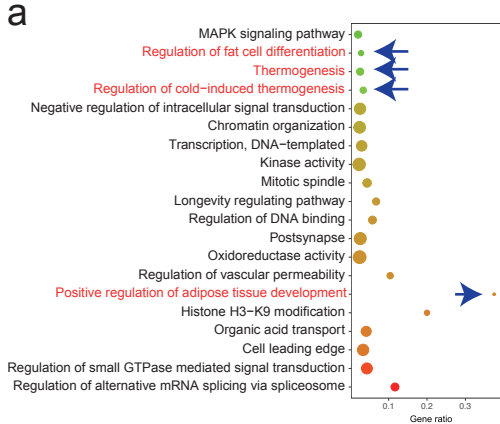 a
MAPK signaling pathway
Regulation of fat cell differentiation
Thermogenesis
Regulation of cold−induced thermogenesis
Negative regulation of intracellular signal transduction
Chromatin organization
Transcription, DNA−templated
Kinase activity
Mitotic spindle
Longevity regulating pathway
Regulation of DNA binding
Postsynapse
Oxidoreductase activity
Regulation of vascular permeability
Positive regulation of adipose tissue development
Histone H3−K9 modification
Organic acid transport
Cell leading edge
Regulation of small GTPase mediated signal transduction
Regulation of alternative mRNA splicing via spliceosome
0.1 0.2 0.3
Gene ratio